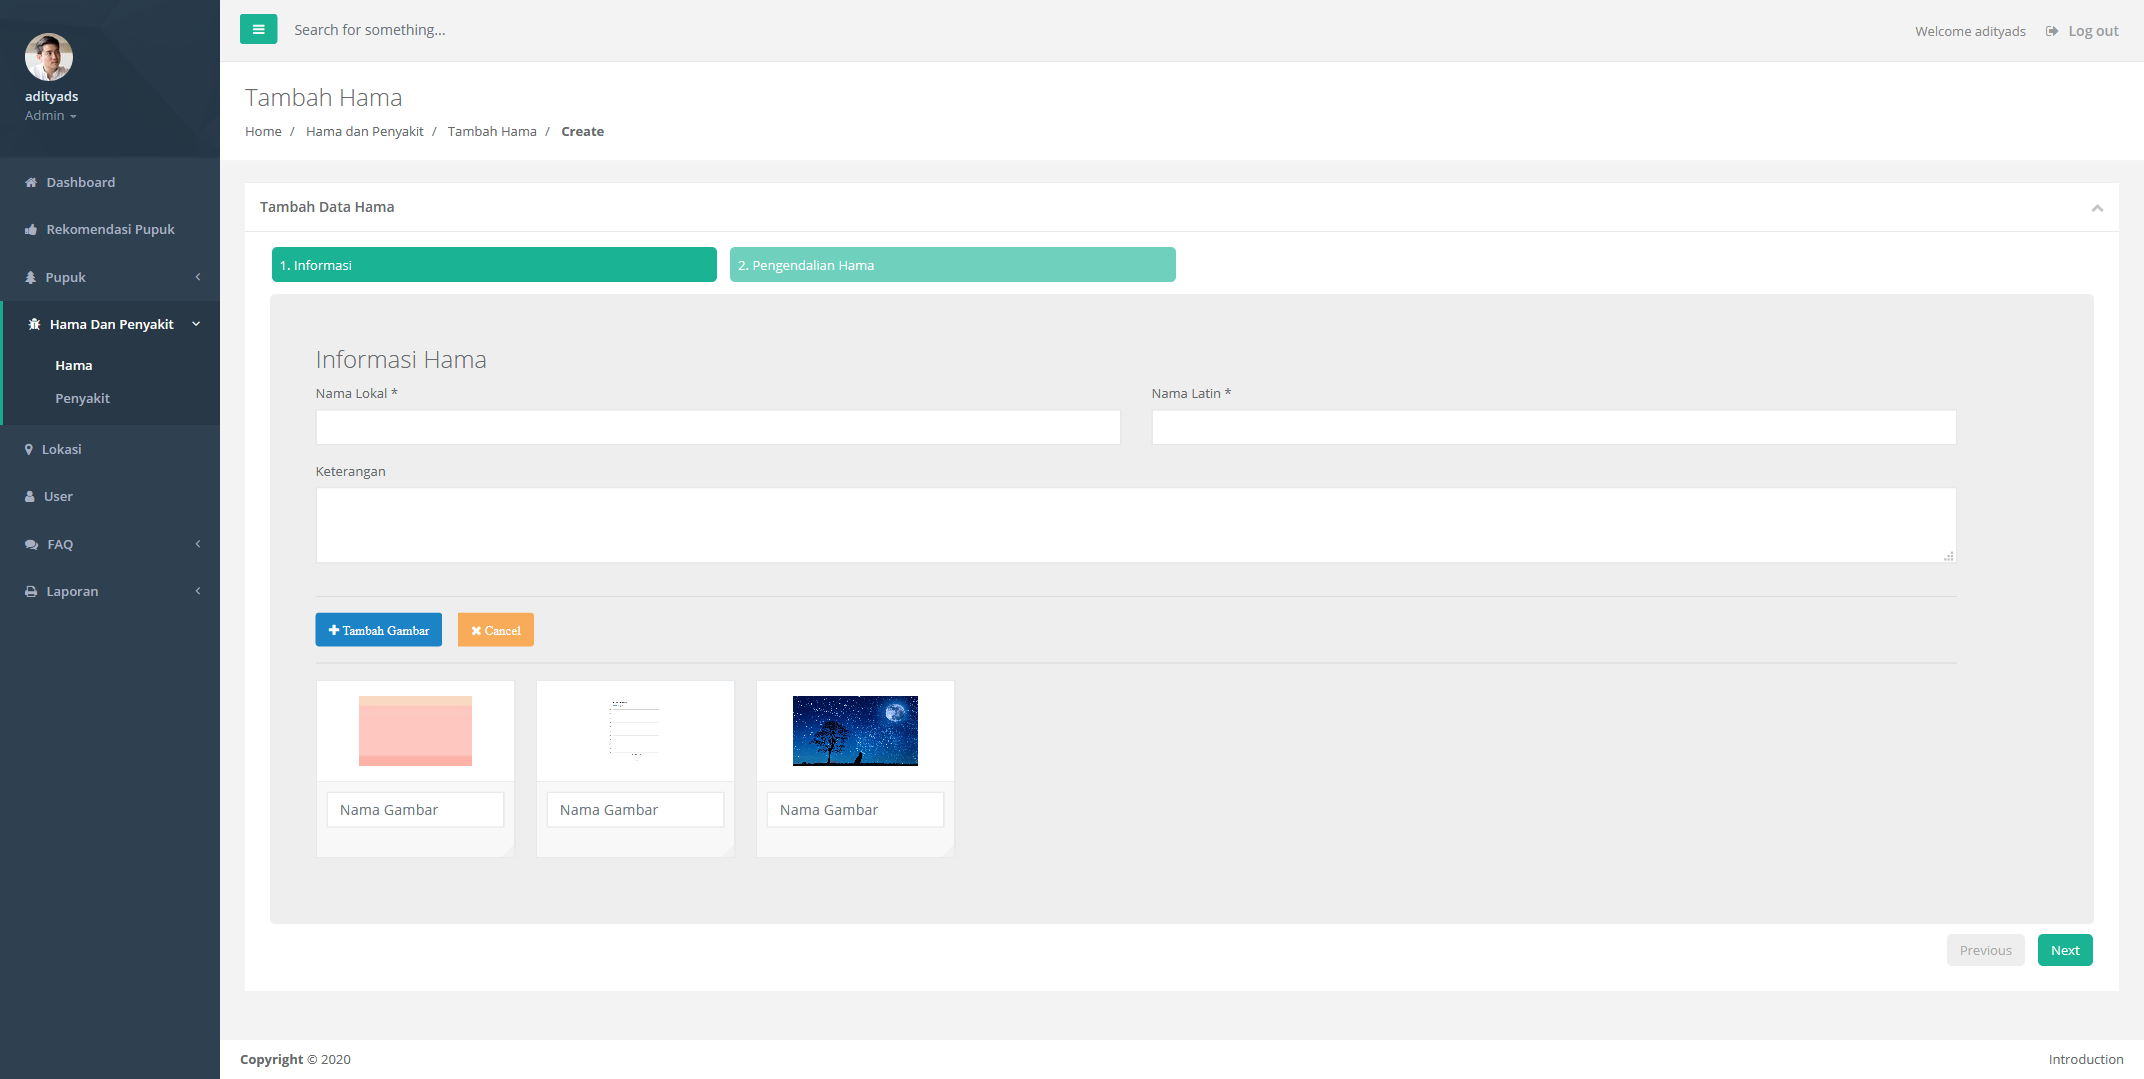 adityads
Admin
Dashboard
Rekomendasi Pupuk
Pupuk
Hama Dan Penyakit
Hama
Penyakit
Lokasi
User
FAQ
Laporan
Search for something...
Welcome adityads
Log out
Tambah Hama
Home / Hama dan Penyakit / Tambah Hama / Create
Tambah Data Hama
1. Informasi
2. Pengendalian Hama
Informasi Hama
Nama Lokal *
Nama Latin *
Keterangan
Tambah Gambar
Cancel
Nama Gambar
Nama Gambar
Nama Gambar
Previous
Next
Copyright © 2020
Introduction